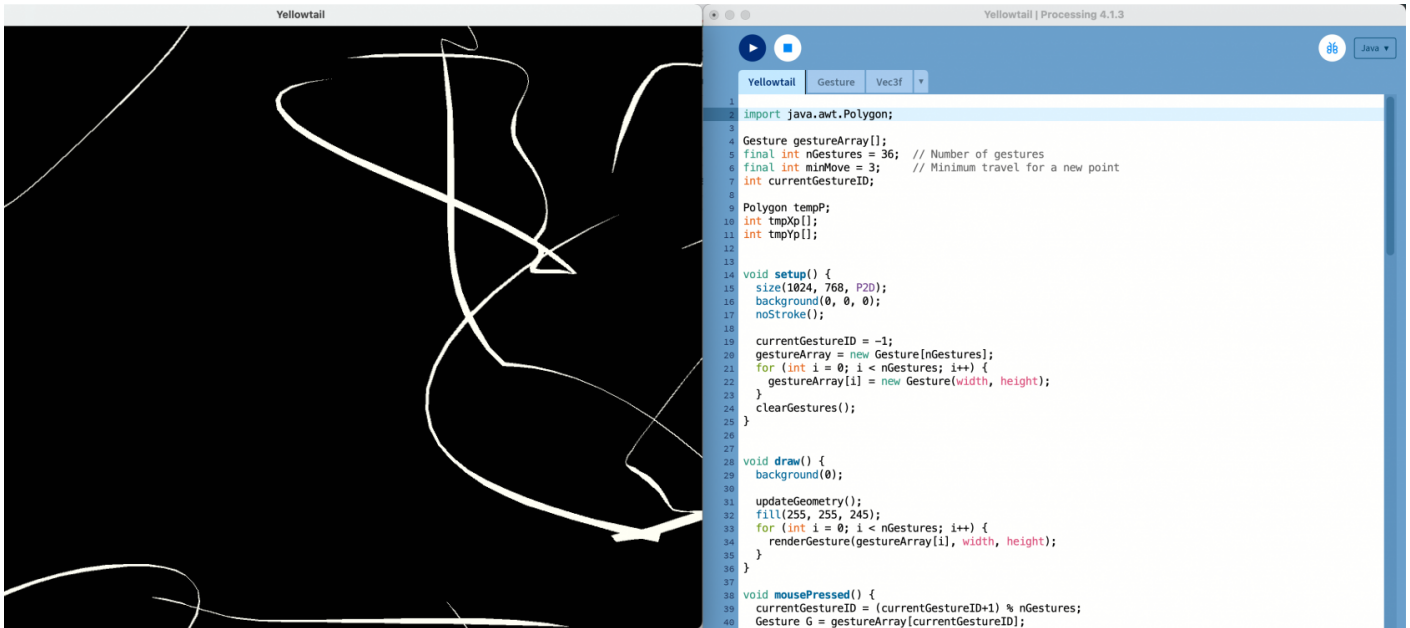 Yellowtail
Yellowtail | Processing 4.1.3
Java ▾
Yellowtail Gesture Vec3f ▾
1
2 import java.awt.Polygon;
3
4 Gesture gestureArray[];
5 final int nGestures = 36;  // Number of gestures
6 final int minMove = 3;     // Minimum travel for a new point
7 int currentGestureID;
8
9 Polygon tempP;
10 int tmpXp[];
11 int tmpYp[];
12
13
14 void setup() {
15   size(1024, 768, P2D);
16   background(0, 0, 0);
17   noStroke();
18
19   currentGestureID = -1;
20   gestureArray = new Gesture[nGestures];
21   for (int i = 0; i < nGestures; i++) {
22     gestureArray[i] = new Gesture(width, height);
23   }
24   clearGestures();
25 }
26
27
28 void draw() {
29   background(0);
30
31   updateGeometry();
32   fill(255, 255, 245);
33   for (int i = 0; i < nGestures; i++) {
34     renderGesture(gestureArray[i], width, height);
35   }
36 }
37
38 void mousePressed() {
39   currentGestureID = (currentGestureID+1) % nGestures;
40   Gesture G = gestureArray[currentGestureID];